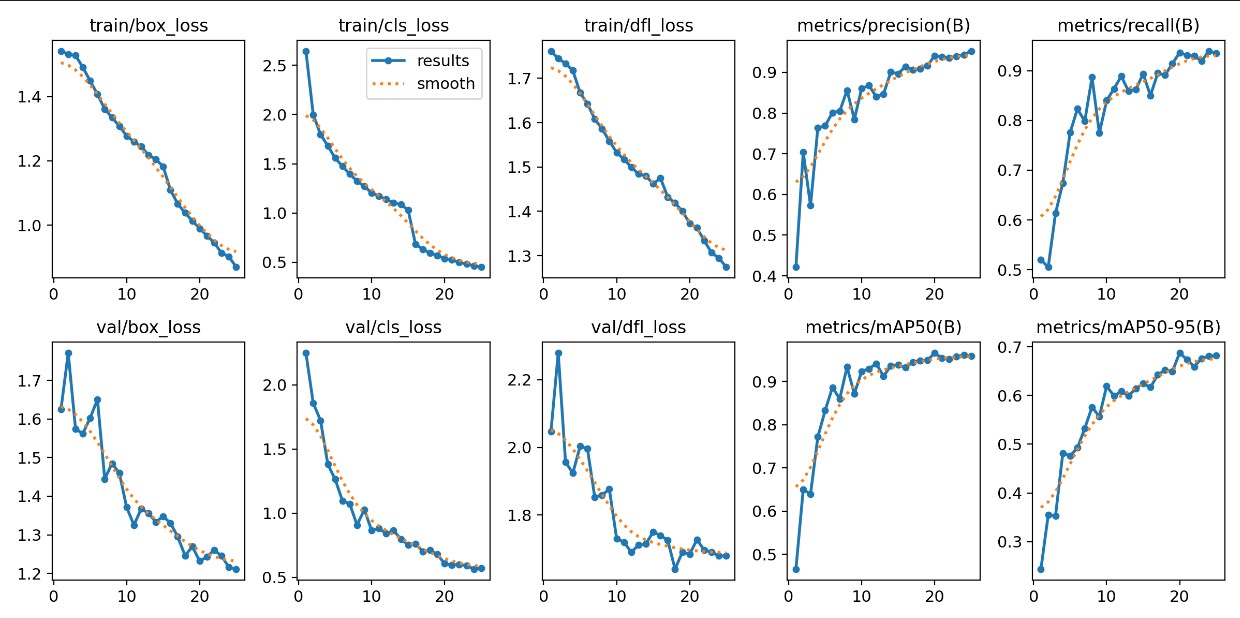 train/box_loss
train/cls_loss
train/dfl_loss
metrics/precision(B)
metrics/recall(B)
results
smooth
1.4
1.2
1.0
0 10 20
2.5
2.0
1.5
1.0
0.5
0 10 20
1.7
1.6
1.5
1.4
1.3
0 10 20
0.9
0.8
0.7
0.6
0.5
0.4
0 10 20
0.9
0.8
0.7
0.6
0.5
0 10 20
val/box_loss
val/cls_loss
val/dfl_loss
metrics/mAP50(B)
metrics/mAP50-95(B)
1.7
1.6
1.5
1.4
1.3
1.2
0 10 20
2.0
1.5
1.0
0.5
0 10 20
2.2
2.0
1.8
0 10 20
0.9
0.8
0.7
0.6
0.5
0 10 20
0.7
0.6
0.5
0.4
0.3
0 10 20